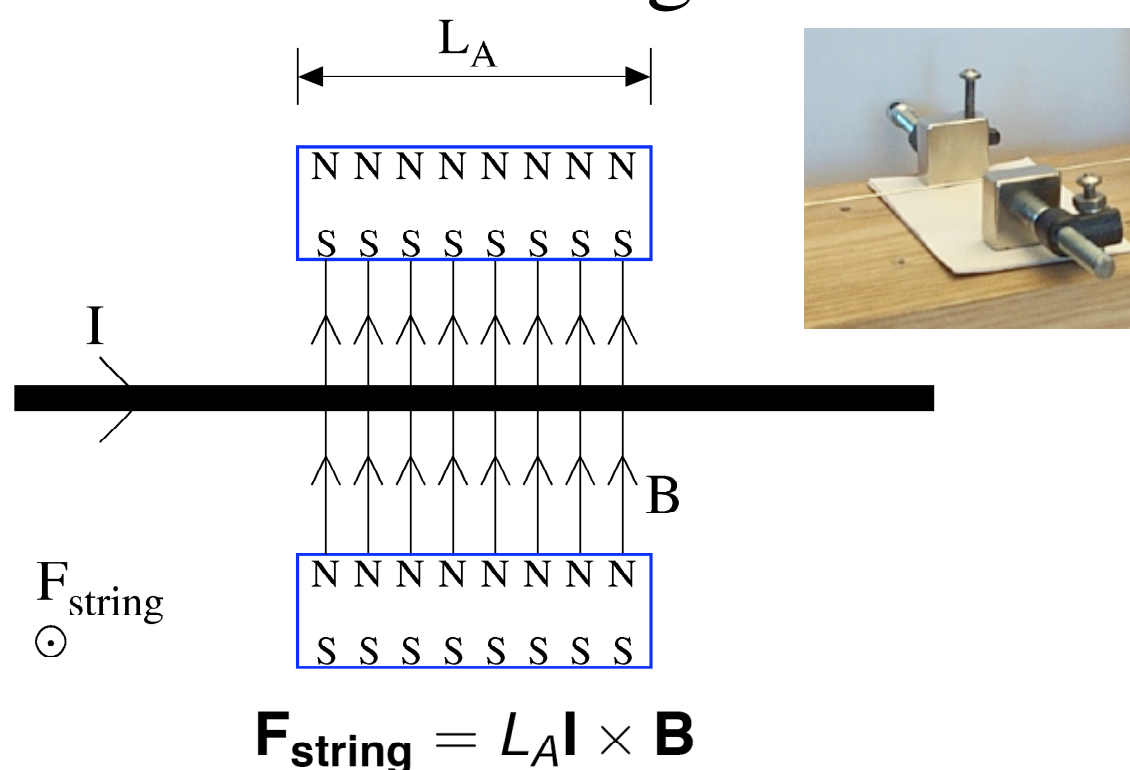 L_A
N N N N N N N N
S S S S S S S S
I
B
N N N N N N N N
F_string
⊙
S S S S S S S S
F_string = L_A I × B